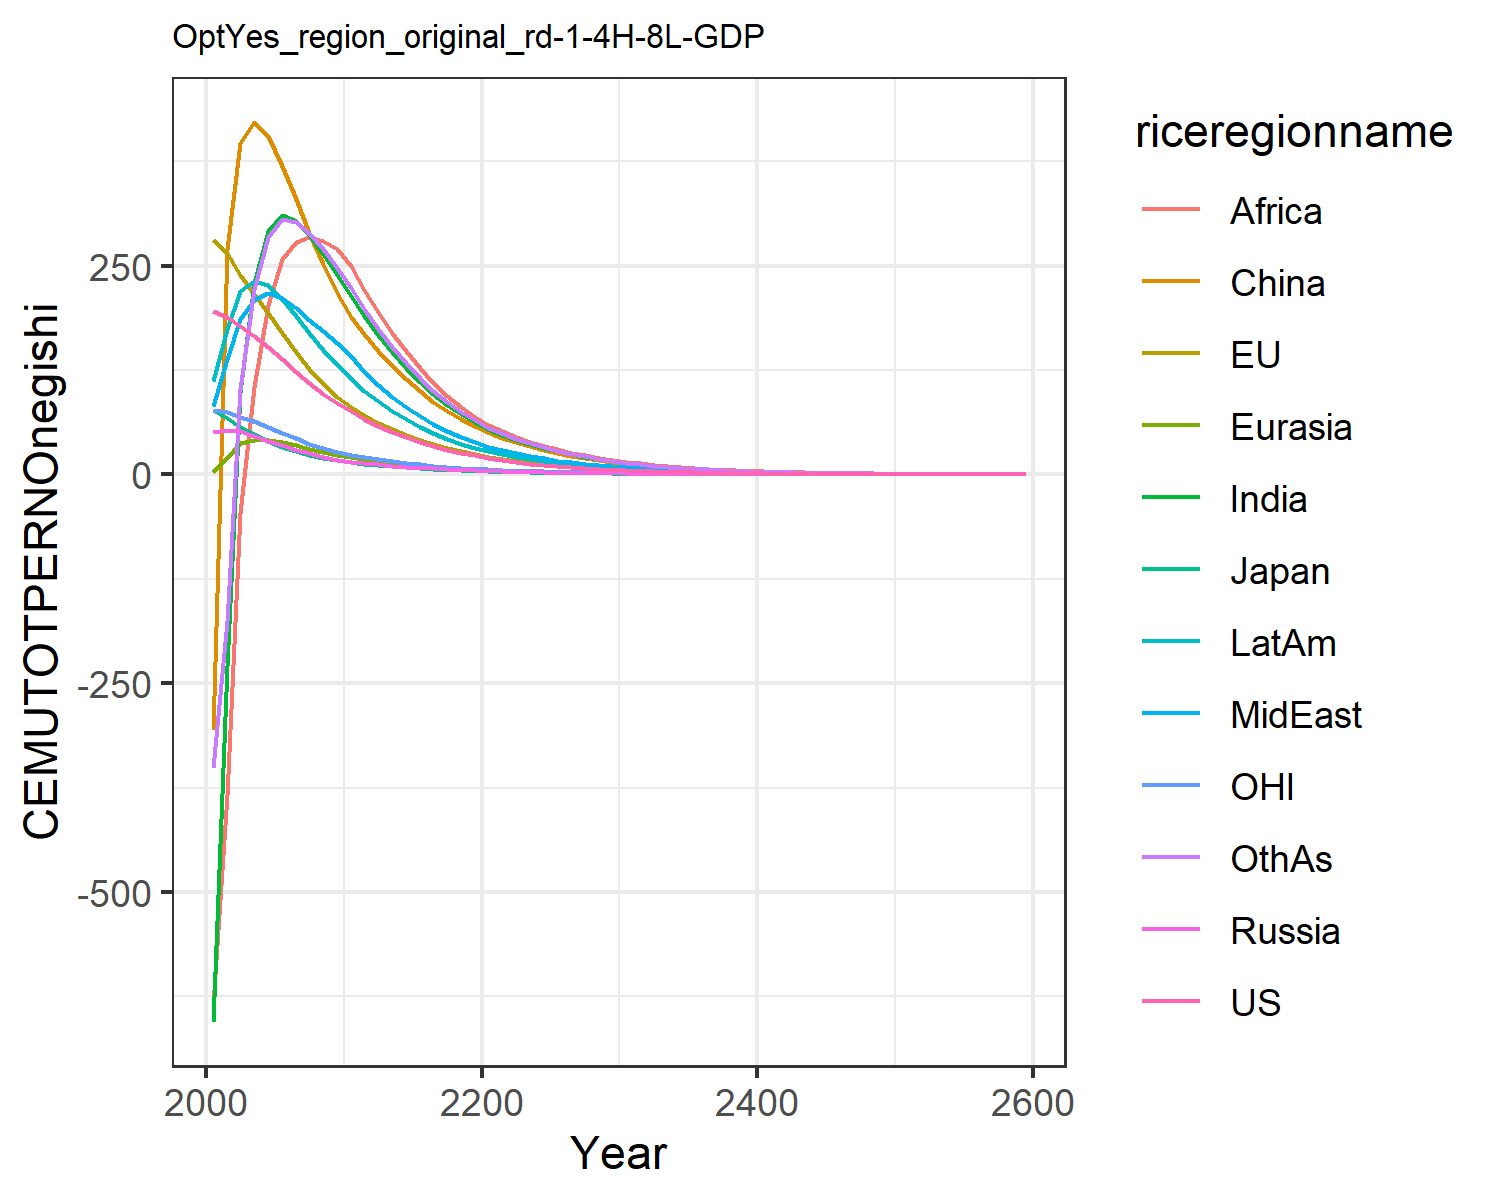 OptYes_region_original_rd-1-4H-8L-GDP
CEMUTOTPERNOnegishi
250
0
-250
-500
2000
2200
2400
2600
Year
riceregionname
Africa
China
EU
Eurasia
India
Japan
LatAm
MidEast
OHI
OthAs
Russia
US